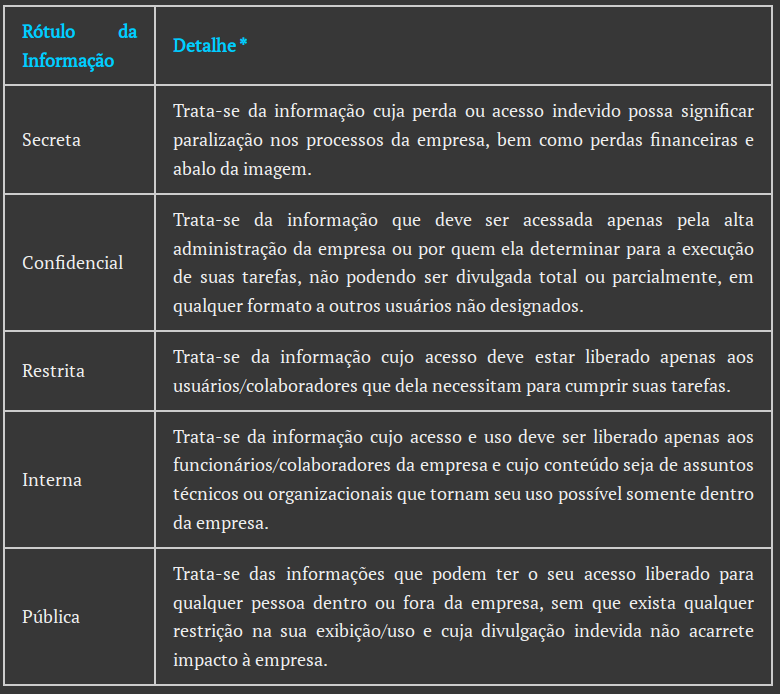 Rótulo da
Informação
Detalhe *
Secreta
Trata-se da informação cuja perda ou acesso indevido possa significar
paralização nos processos da empresa, bem como perdas financeiras e
abalo da imagem.
Confidencial
Trata-se da informação que deve ser acessada apenas pela alta
administração da empresa ou por quem ela determinar para a execução
de suas tarefas, não podendo ser divulgada total ou parcialmente, em
qualquer formato a outros usuários não designados.
Restrita
Trata-se da informação cujo acesso deve estar liberado apenas aos
usuários/colaboradores que dela necessitam para cumprir suas tarefas.
Interna
Trata-se da informação cujo acesso e uso deve ser liberado apenas aos
funcionários/colaboradores da empresa e cujo conteúdo seja de assuntos
técnicos ou organizacionais que tornam seu uso possível somente dentro
da empresa.
Pública
Trata-se das informações que podem ter o seu acesso liberado para
qualquer pessoa dentro ou fora da empresa, sem que exista qualquer
restrição na sua exibição/uso e cuja divulgação indevida não acarrete
impacto à empresa.